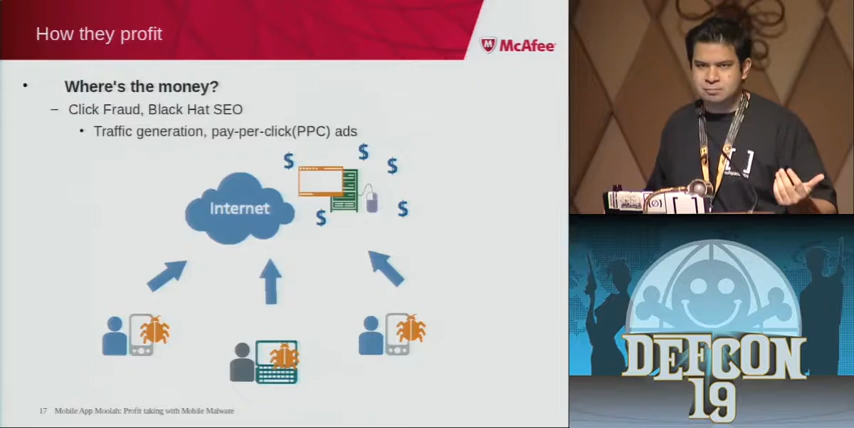 How they profit
McAfee
• Where's the money?
– Click Fraud, Black Hat SEO
• Traffic generation, pay-per-click(PPC) ads
$ $ $
Internet
$ $
17 Mobile App Moolah: Profit taking with Mobile Malware
[ ]
DEFCON
19